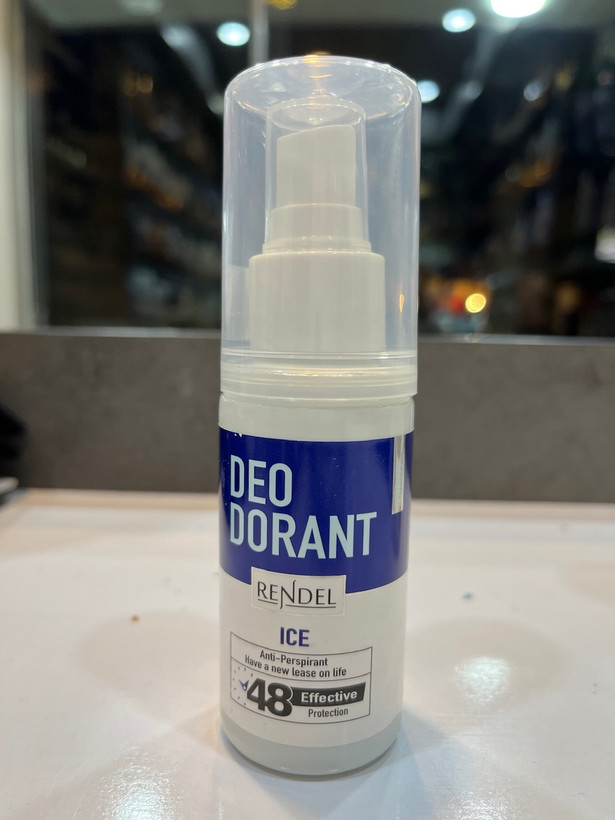 DEO
DORANT
RENDEL
ICE
Anti-Perspirant
Have a new lease on life
48 Effective
Protection